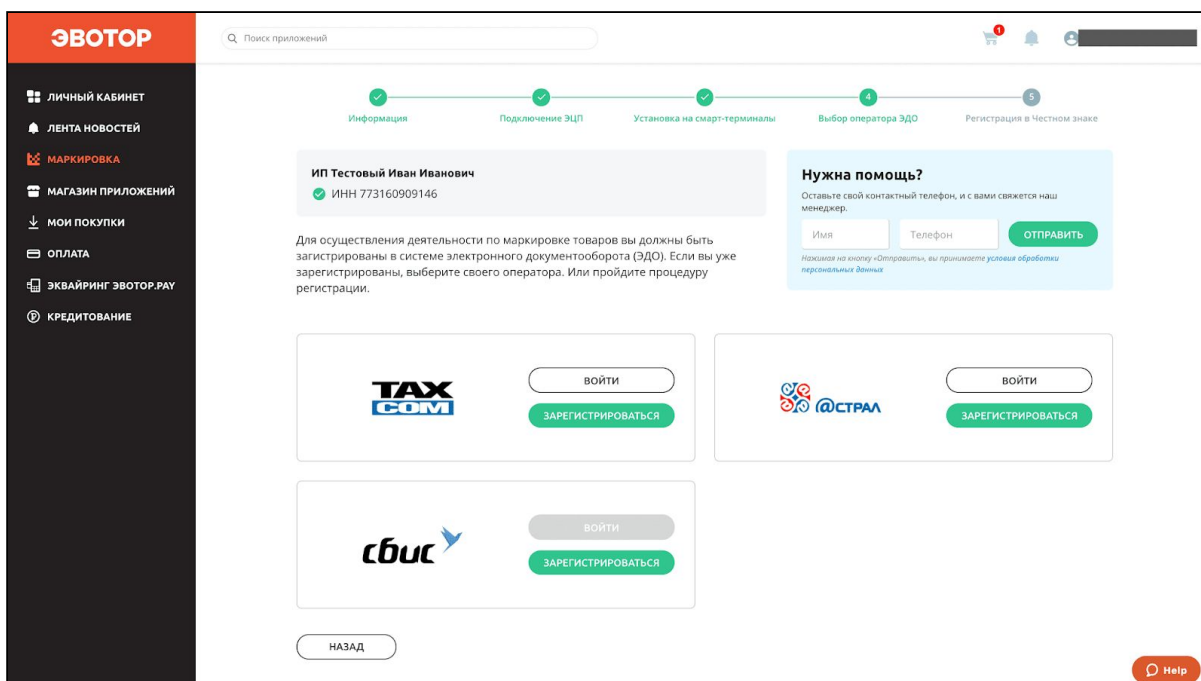 ЭВОТОР
Поиск приложений
1
ЛИЧНЫЙ КАБИНЕТ
ЛЕНТА НОВОСТЕЙ
МАРКИРОВКА
МАГАЗИН ПРИЛОЖЕНИЙ
МОИ ПОКУПКИ
ОПЛАТА
ЭКВАЙРИНГ ЭВОТОР.PAY
КРЕДИТОВАНИЕ
4
5
Информация
Подключение ЭЦП
Установка на смарт-терминалы
Выбор оператора ЭДО
Регистрация в Честном знаке
ИП Тестовый Иван Иванович
ИНН 773160909146
Нужна помощь?
Оставьте свой контактный телефон, и с вами свяжется наш
менеджер.
Имя
Телефон
ОТПРАВИТЬ
Нажимая на кнопку «Отправить», вы принимаете условия обработки
персональных данных
Для осуществления деятельности по маркировке товаров вы должны быть
загистрированы в системе электронного документооборота (ЭДО). Если вы уже
зарегистрированы, выберите своего оператора. Или пройдите процедуру
регистрации.
TAX
COM
ВОЙТИ
ЗАРЕГИСТРИРОВАТЬСЯ
@СТРАЛ
ВОЙТИ
ЗАРЕГИСТРИРОВАТЬСЯ
сбис
ВОЙТИ
ЗАРЕГИСТРИРОВАТЬСЯ
НАЗАД
Help